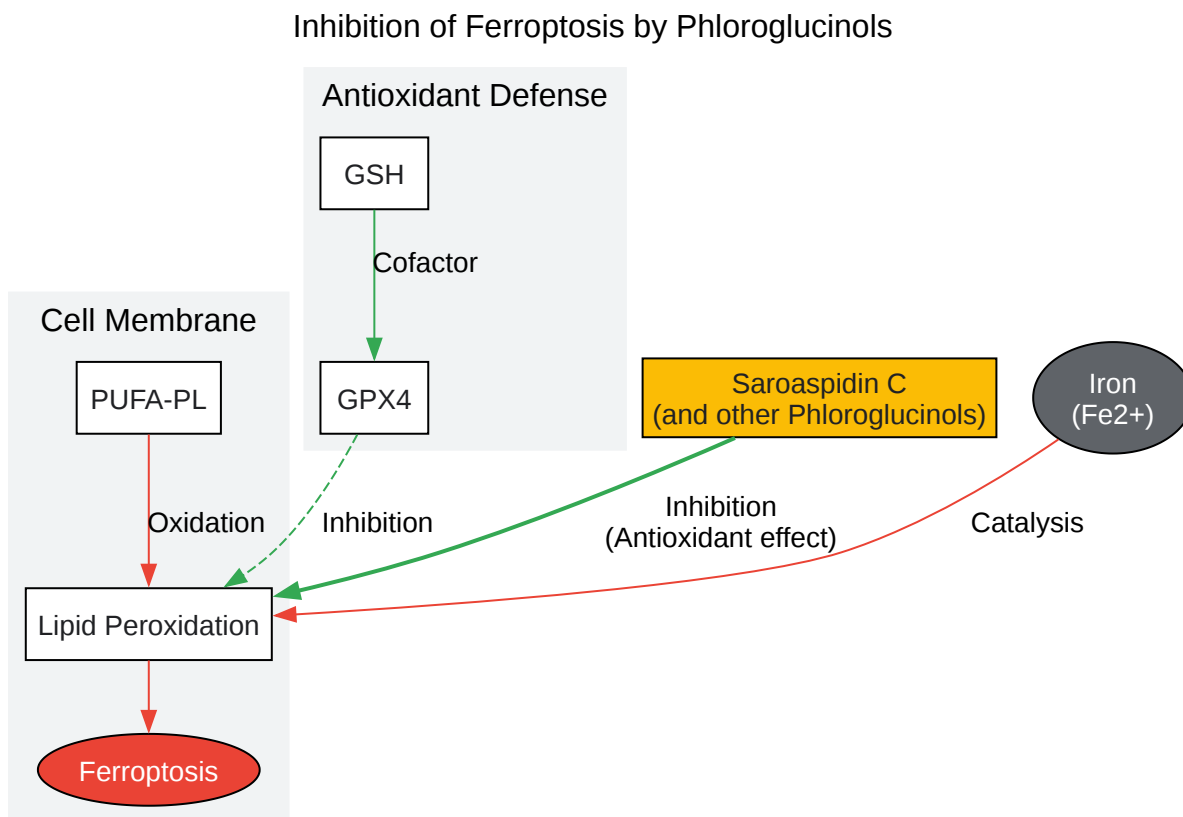 Inhibition of Ferroptosis by Phloroglucinols
Antioxidant Defense
GSH
Cofactor
Cell Membrane
PUFA-PL
GPX4
Saroaspidin C
(and other Phloroglucinols)
Iron
(Fe2+)
Oxidation
Inhibition
Inhibition
(Antioxidant effect)
Catalysis
Lipid Peroxidation
Ferroptosis